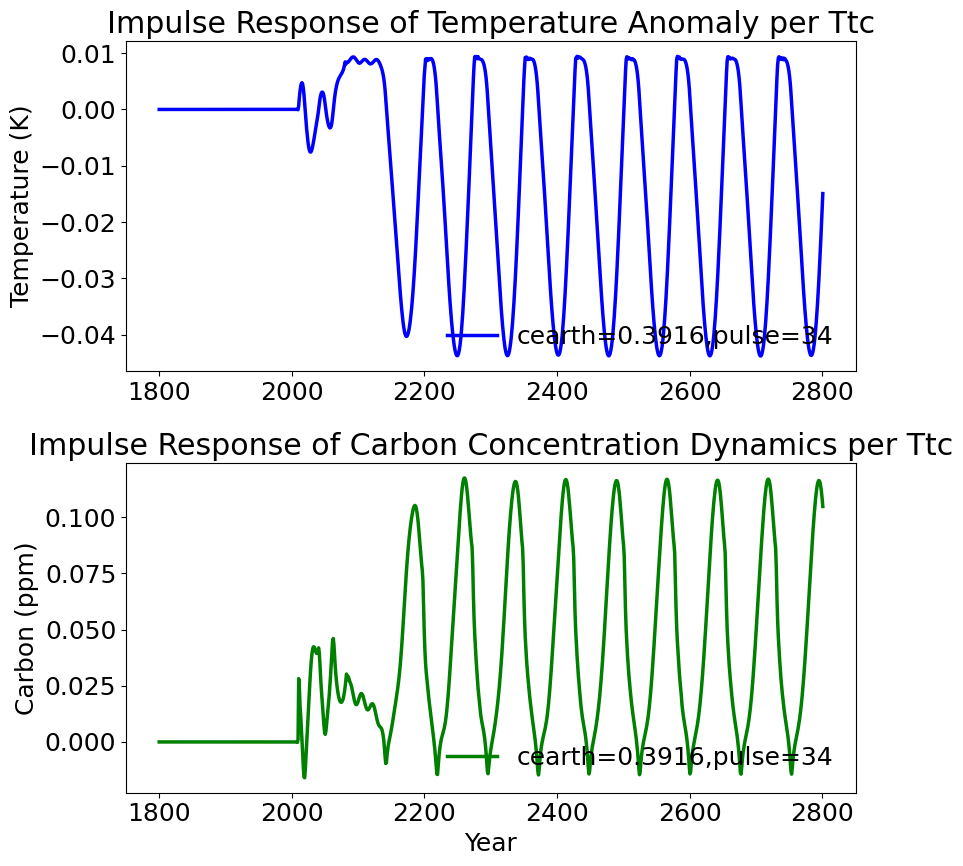 Impulse Response of Temperature Anomaly per Ttc
0.01
0.00
−0.01
−0.02
−0.03
−0.04
Temperature (K)
cearth=0.3916,pulse=34
1800 2000 2200 2400 2600 2800
Impulse Response of Carbon Concentration Dynamics per Ttc
0.100
0.075
0.050
0.025
0.000
Carbon (ppm)
cearth=0.3916,pulse=34
1800 2000 2200 2400 2600 2800
Year